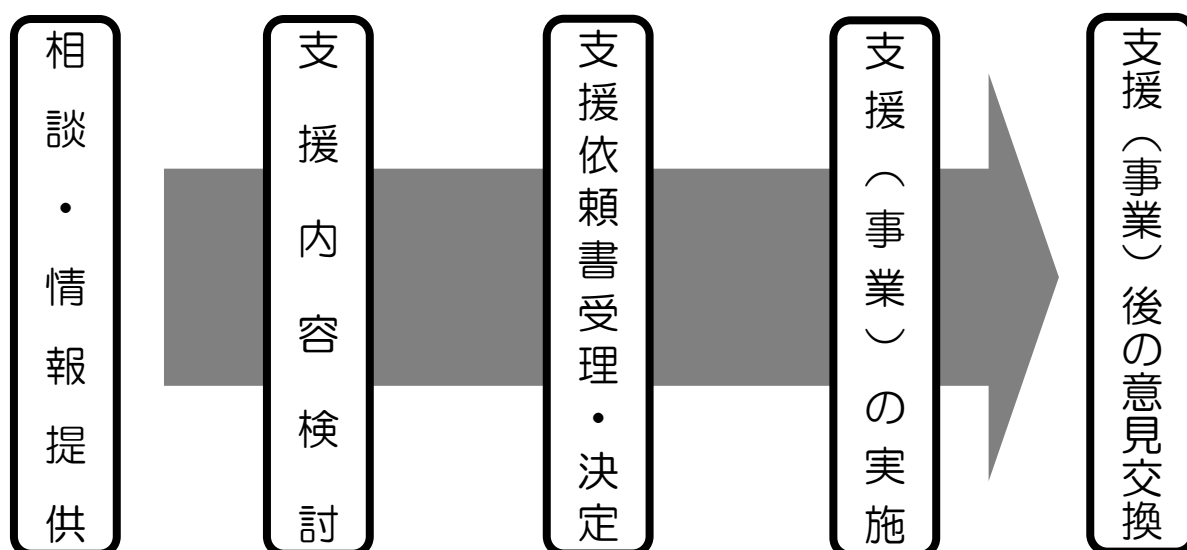 相談・情報提供
支援内容検討
支援依頼書受理・決定
支援（事業）の実施
支援（事業）後の意見交換